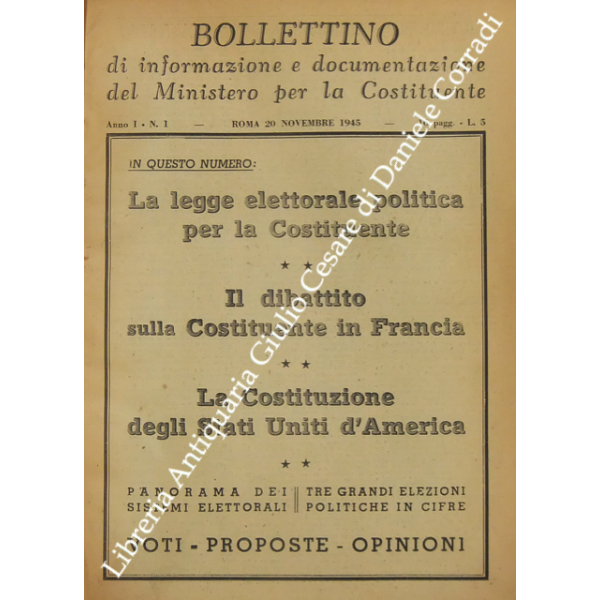 BOLLETTINO
di informazione e documentazione
del Ministero per la Costituente
Anno I - N. 1 — ROMA 20 NOVEMBRE 1945 — pagg. - L. 5
IN QUESTO NUMERO:
La legge elettorale politica
per la Costituente
★ ★
Il dibattito
sulla Costituente in Francia
★ ★
La Costituzione
degli Stati Uniti d'America
★ ★
PANORAMA DEI
SISTEMI ELETTORALI
TRE GRANDI ELEZIONI
POLITICHE IN CIFRE
VOTI - PROPOSTE - OPINIONI
Libreria Antiquaria Giulio Cesare di Daniele Corradi